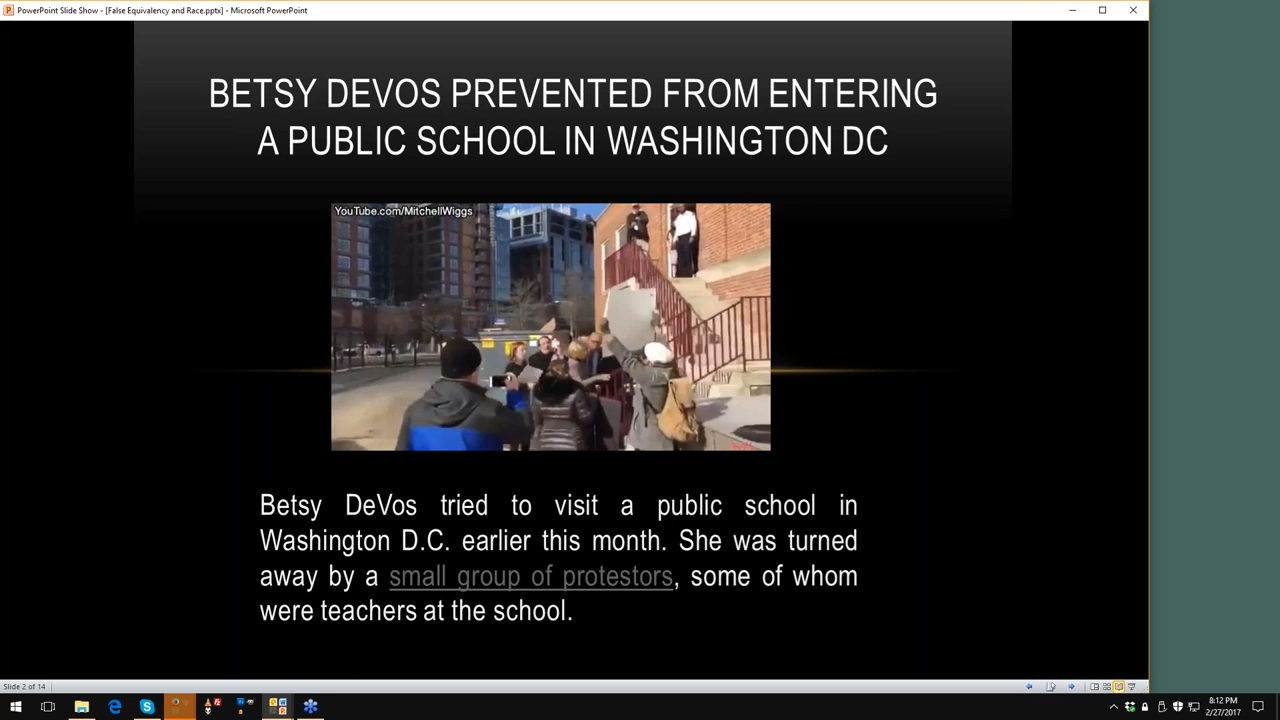 PowerPoint Slide Show - [False Equivalency and Race.pptx] - Microsoft PowerPoint
BETSY DEVOS PREVENTED FROM ENTERING
A PUBLIC SCHOOL IN WASHINGTON DC
YouTube.com/MitchellWiggs
Betsy DeVos tried to visit a public school in
Washington D.C. earlier this month. She was turned
away by a small group of protestors, some of whom
were teachers at the school.
Slide 2 of 14
8:12 PM
2/27/2017